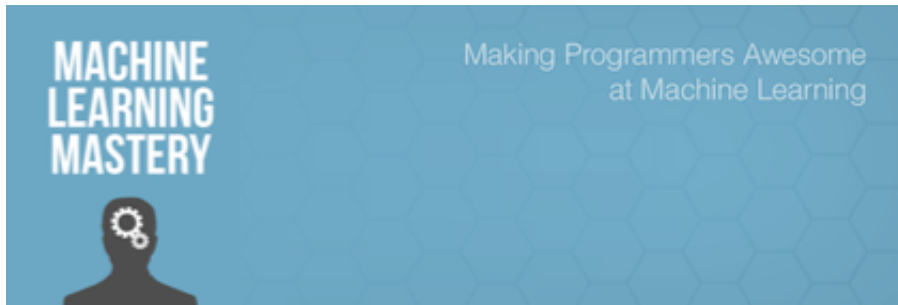 MACHINE
LEARNING
MASTERY
Making Programmers Awesome
at Machine Learning